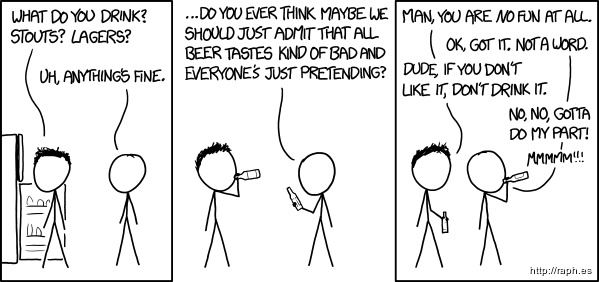 WHAT DO YOU DRINK?
STOUTS? LAGERS?
UH, ANYTHING'S FINE.
...DO YOU EVER THINK MAYBE WE
SHOULD JUST ADMIT THAT ALL
BEER TASTES KIND OF BAD AND
EVERYONE'S JUST PRETENDING?
MAN, YOU ARE NO FUN AT ALL.
OK, GOT IT. NOT A WORD.
DUDE, IF YOU DON'T
LIKE IT, DON'T DRINK IT.
NO, NO, GOTTA
DO MY PART!
MMMMM!!!
http://raph.es